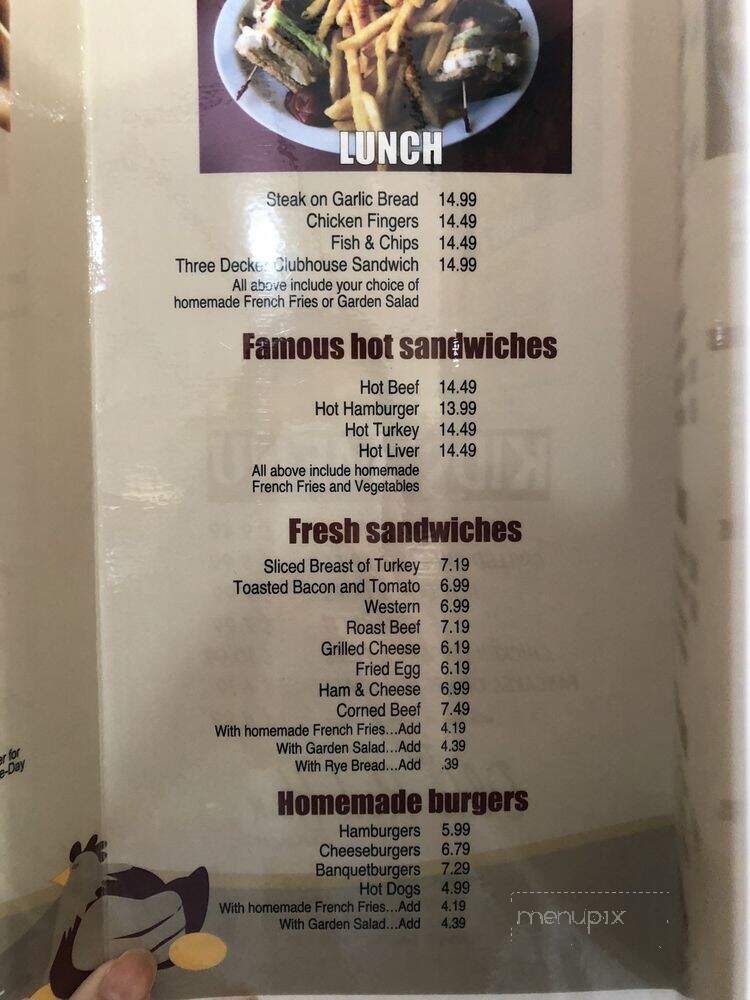 LUNCH
Steak on Garlic Bread 14.99
Chicken Fingers 14.49
Fish & Chips 14.49
Three Decker Clubhouse Sandwich 14.99
All above include your choice of
homemade French Fries or Garden Salad
Famous hot sandwiches
Hot Beef 14.49
Hot Hamburger 13.99
Hot Turkey 14.49
Hot Liver 14.49
All above include homemade
French Fries and Vegetables
Fresh sandwiches
Sliced Breast of Turkey 7.19
Toasted Bacon and Tomato 6.99
Western 6.99
Roast Beef 7.19
Grilled Cheese 6.19
Fried Egg 6.19
Ham & Cheese 6.99
Corned Beef 7.49
With homemade French Fries...Add 4.19
With Garden Salad...Add 4.39
With Rye Bread...Add .39
Homemade burgers
Hamburgers 5.99
Cheeseburgers 6.79
Banquetburgers 7.29
Hot Dogs 4.99
With homemade French Fries...Add 4.19
With Garden Salad...Add 4.39
for
-Day
menupix